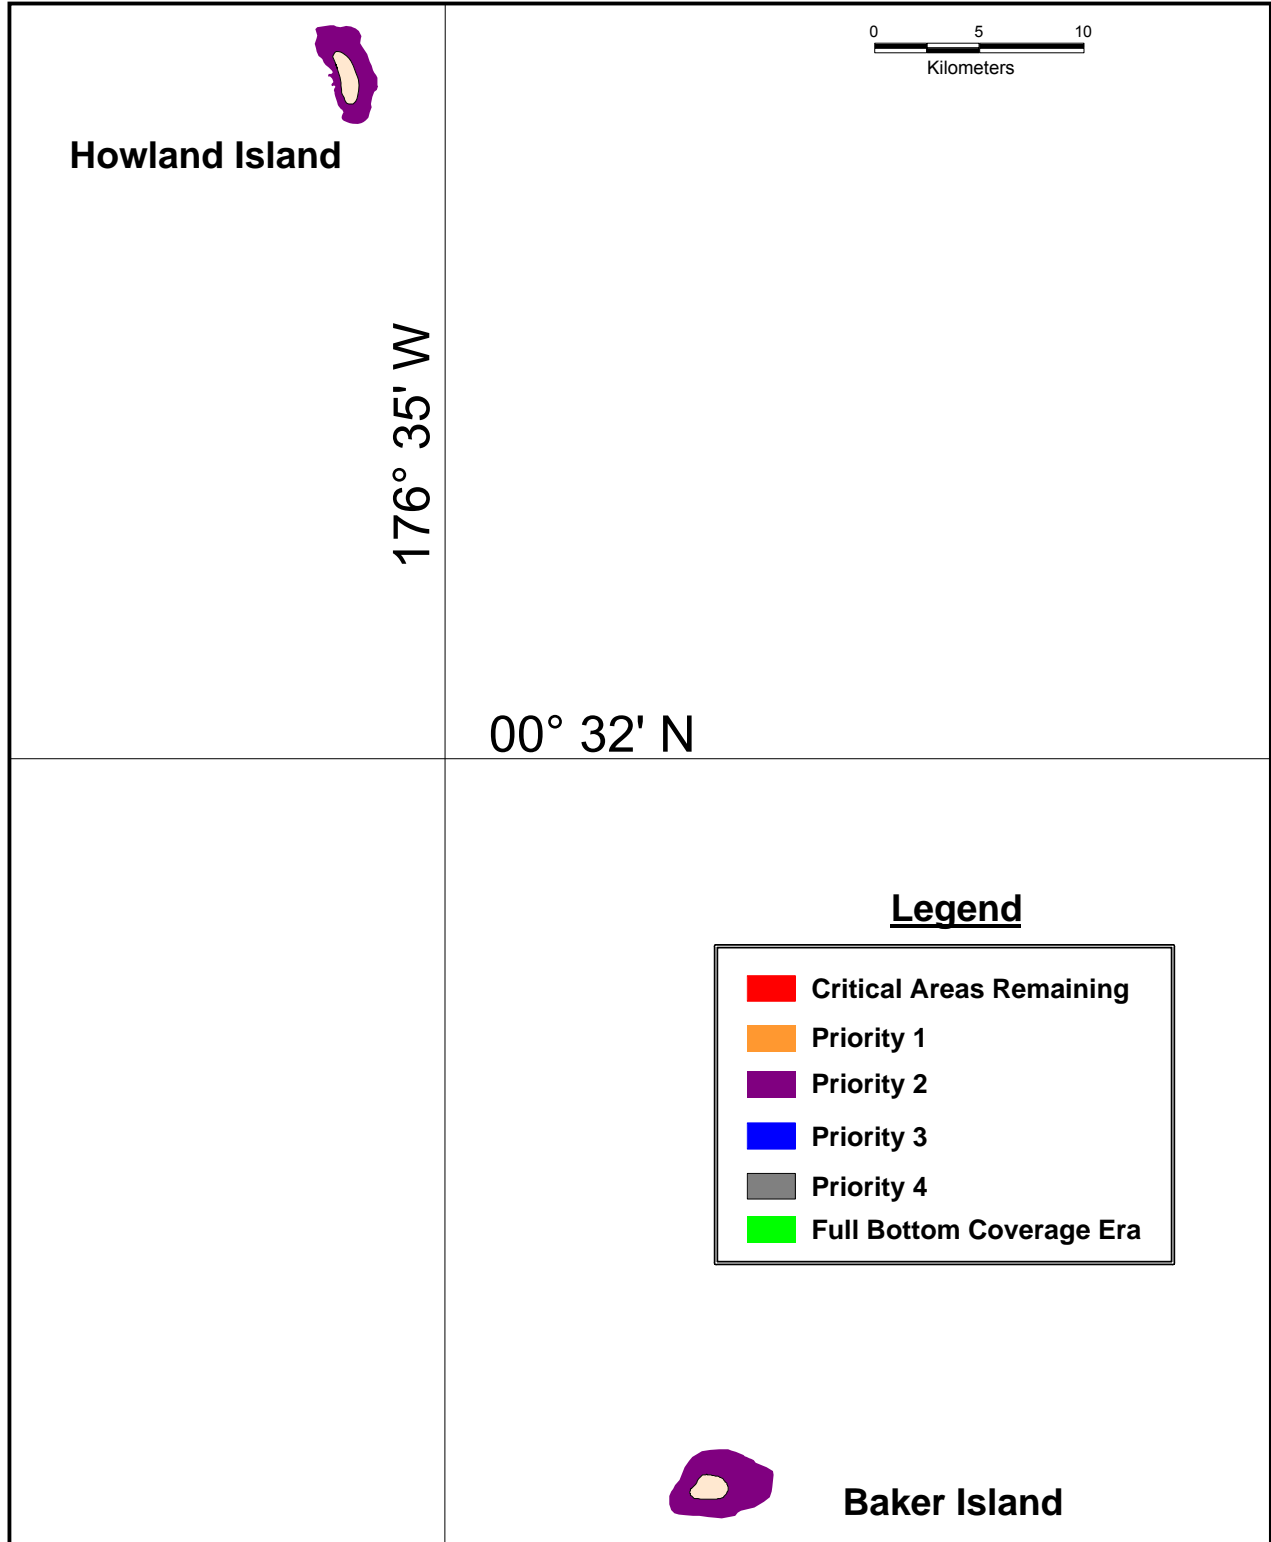 0 5 10
Kilometers
Howland Island
176° 35' W
00° 32' N
Legend
Critical Areas Remaining
Priority 1
Priority 2
Priority 3
Priority 4
Full Bottom Coverage Era
Baker Island